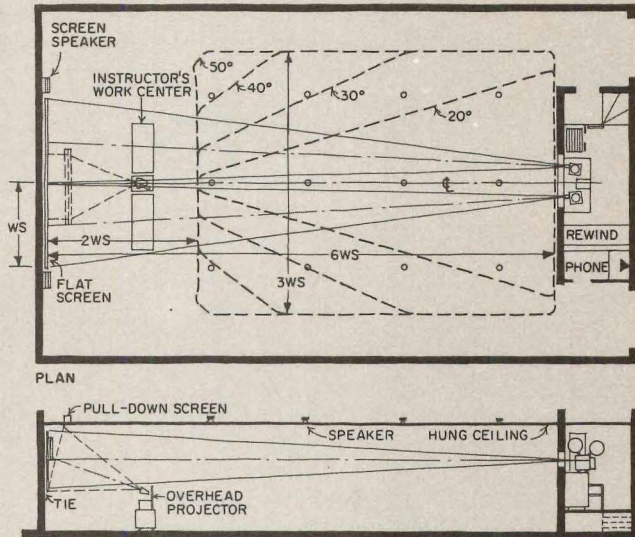 SCREEN
SPEAKER
INSTRUCTOR'S
WORK CENTER
50°
40°
30°
20°
WS
2WS
6WS
3WS
℄
REWIND
PHONE
FLAT
SCREEN
PLAN
PULL-DOWN SCREEN
SPEAKER
HUNG CEILING
TIE
OVERHEAD
PROJECTOR